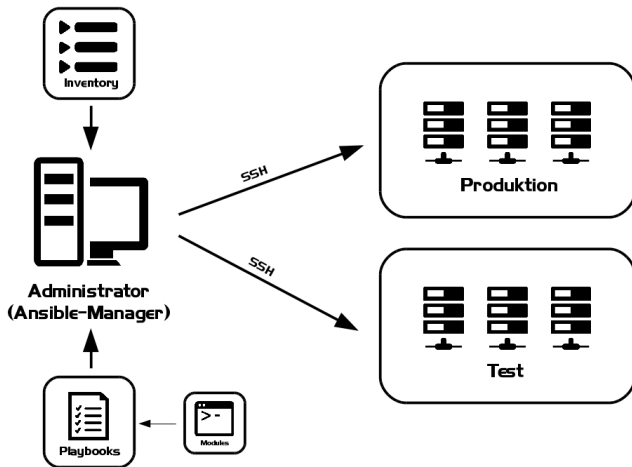 Inventory
SSH
Produktion
Administrator
(Ansible-Manager)
SSH
Test
Playbooks
>-
Modules